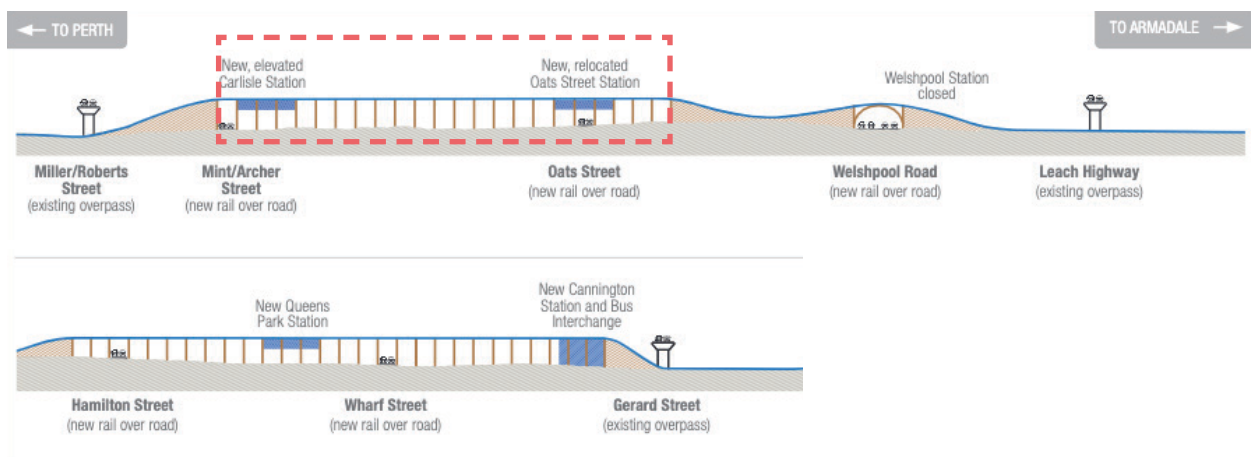 TO PERTH
TO ARMADALE
New, elevated
Carlisle Station
New, relocated
Oats Street Station
Welshpool Station
closed
Miller/Roberts
Street
(existing overpass)
Mint/Archer
Street
(new rail over road)
Oats Street
(new rail over road)
Welshpool Road
(new rail over road)
Leach Highway
(existing overpass)
New Queens
Park Station
New Cannington
Station and Bus
Interchange
Hamilton Street
(new rail over road)
Wharf Street
(new rail over road)
Gerard Street
(existing overpass)